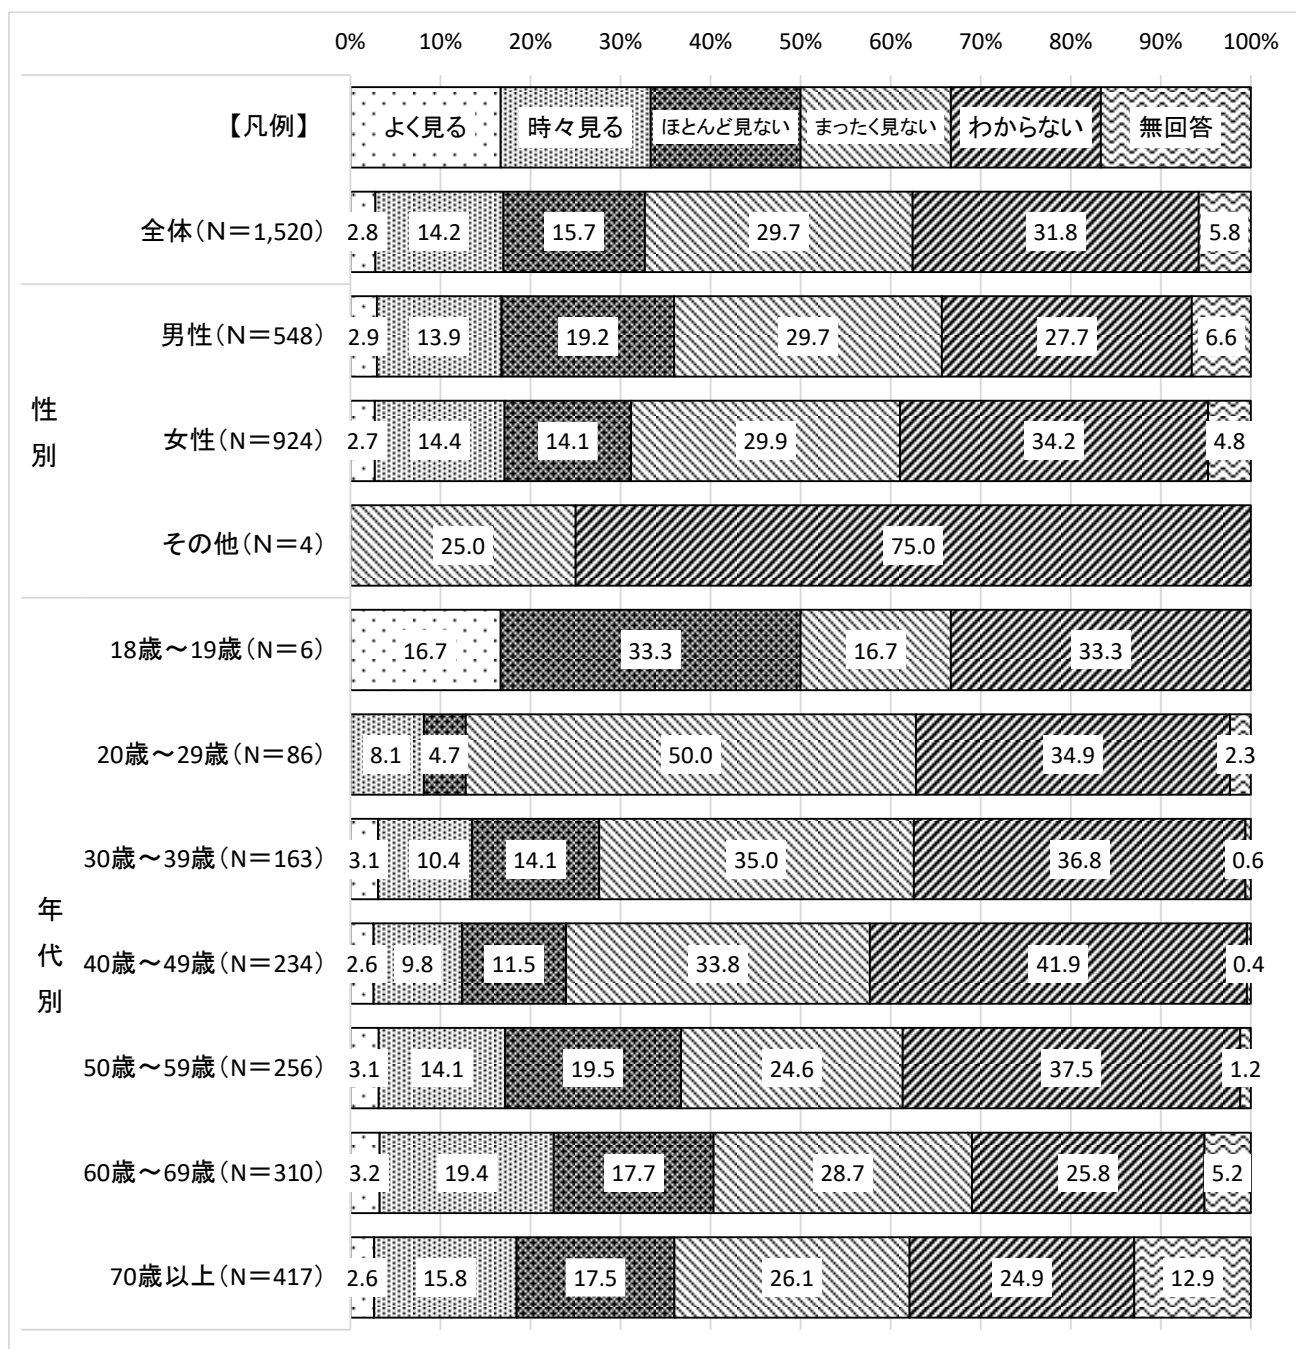 0% 10% 20% 30% 40% 50% 60% 70% 80% 90% 100%
【凡例】 よく見る 時々見る ほとんど見ない まったく見ない わからない 無回答
全体(N=1,520) 2.8 14.2 15.7 29.7 31.8 5.8
性別
男性(N=548) 2.9 13.9 19.2 29.7 27.7 6.6
女性(N=924) 2.7 14.4 14.1 29.9 34.2 4.8
その他(N=4) 25.0 75.0
年代別
18歳～19歳(N=6) 16.7 33.3 16.7 33.3
20歳～29歳(N=86) 8.1 4.7 50.0 34.9 2.3
30歳～39歳(N=163) 3.1 10.4 14.1 35.0 36.8 0.6
40歳～49歳(N=234) 2.6 9.8 11.5 33.8 41.9 0.4
50歳～59歳(N=256) 3.1 14.1 19.5 24.6 37.5 1.2
60歳～69歳(N=310) 3.2 19.4 17.7 28.7 25.8 5.2
70歳以上(N=417) 2.6 15.8 17.5 26.1 24.9 12.9